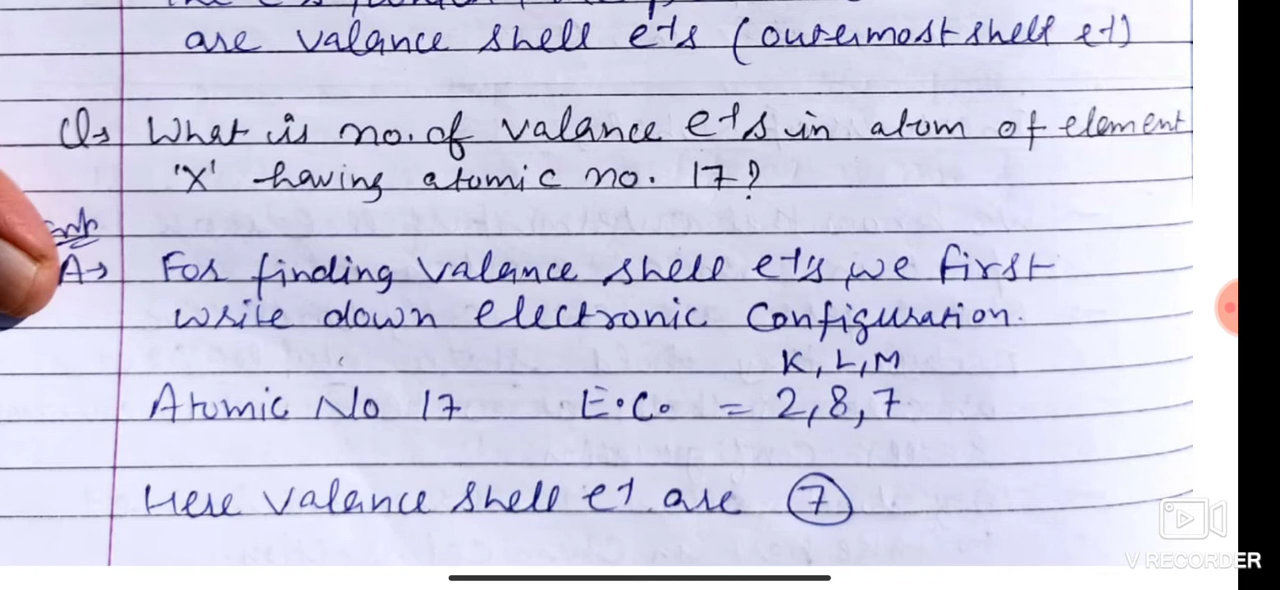 are valance shell e↑s (outermost shell e↑)
Q→ What is no. of valance e↑s in atom of element
'X' having atomic no. 17?
A→ For finding valance shell e↑s, we first
write down electronic configuration.
K, L, M
Atomic No 17 E.C. = 2, 8, 7
Here valance shell e↑ are 7
V RECORDER